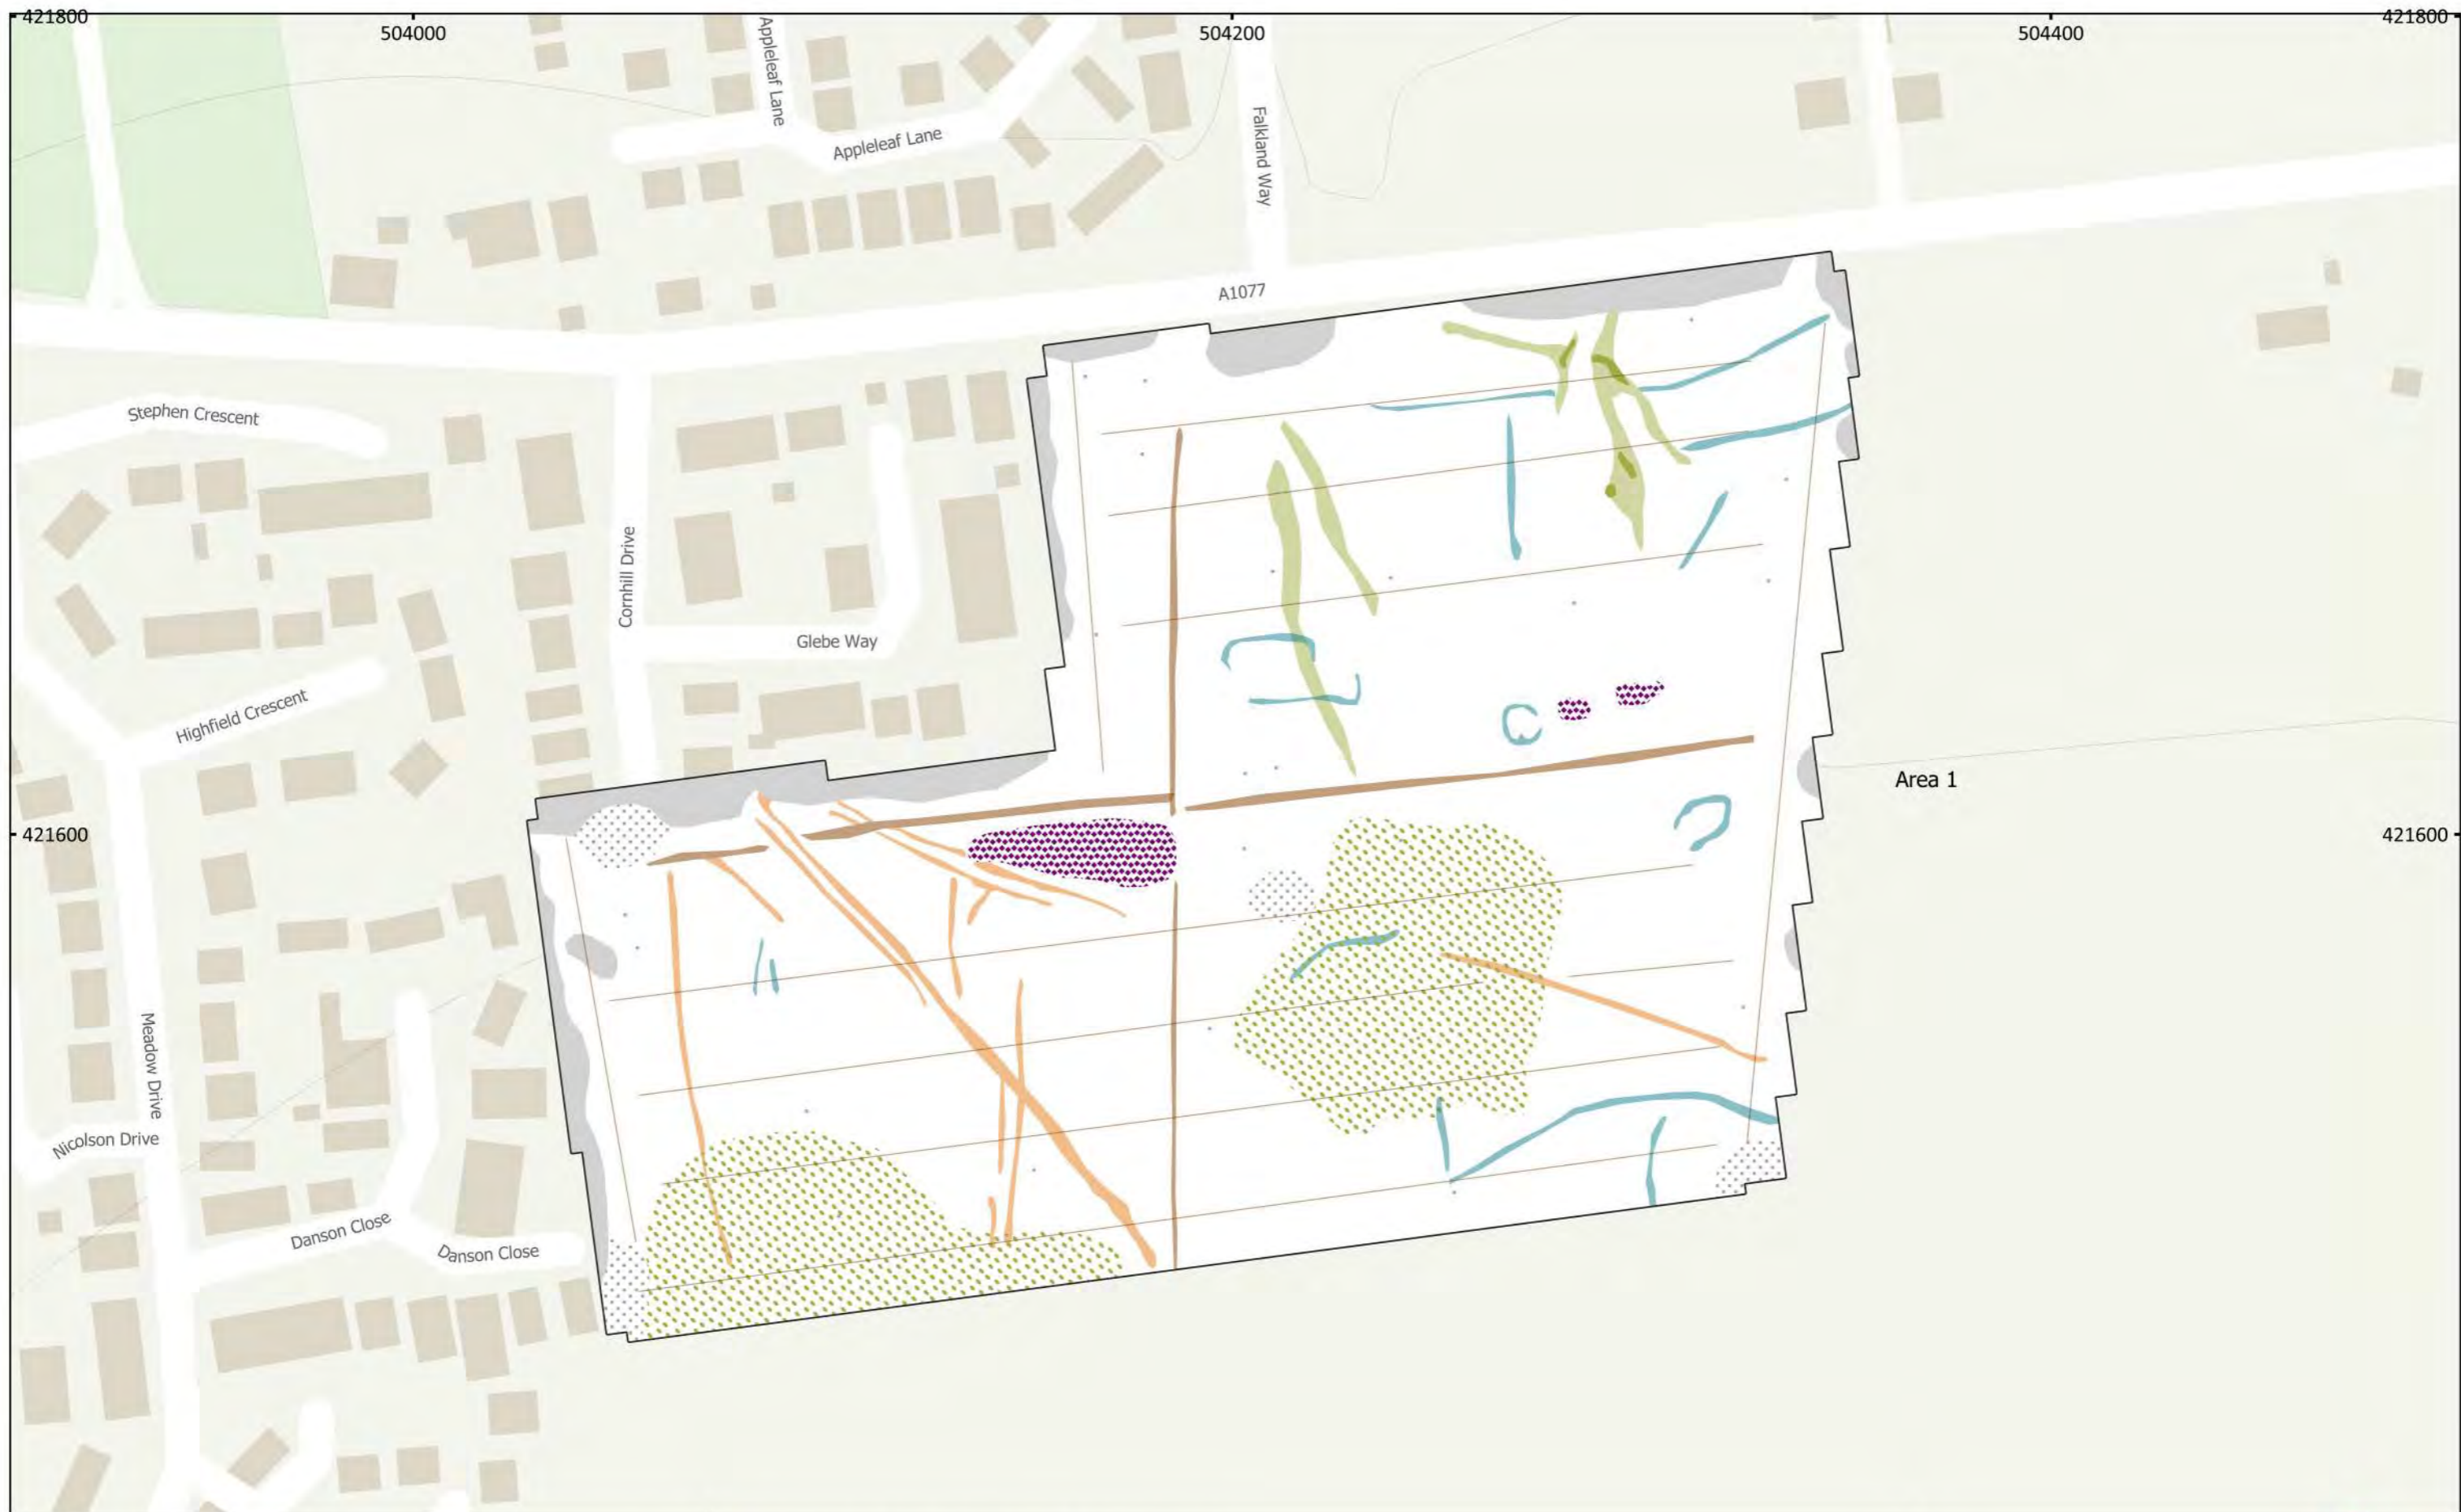 421800
421800
504000
504200
504400
Appleleaf Lane
Appleleaf Lane
Falkland Way
A1077
Stephen Crescent
Cornhill Drive
Glebe Way
Highfield Crescent
Area 1
421600
421600
Meadow Drive
Nicolson Drive
Danson Close
Danson Close